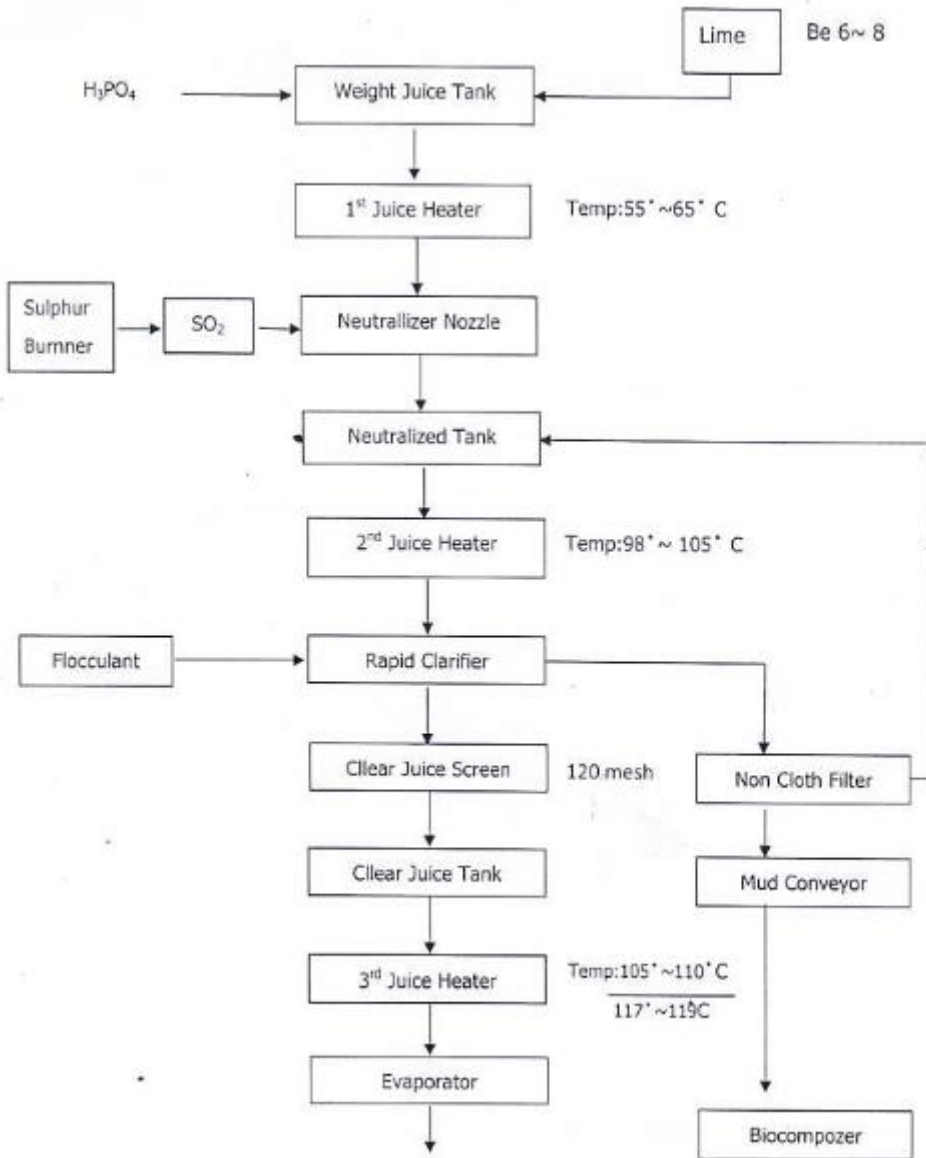 Lime
Be 6~ 8
H₃PO₄
Weight Juice Tank
1st Juice Heater
Temp:55˚~65˚ C
Sulphur
Burnner
SO₂
Neutrallizer Nozzle
Neutralized Tank
2nd Juice Heater
Temp:98˚~ 105˚ C
Flocculant
Rapid Clarifier
Cllear Juice Screen
120 mesh
Non Cloth Filter
Cllear Juice Tank
Mud Conveyor
3rd Juice Heater
Temp:105˚~110˚C
117˚~119˚C
Evaporator
Biocompozer